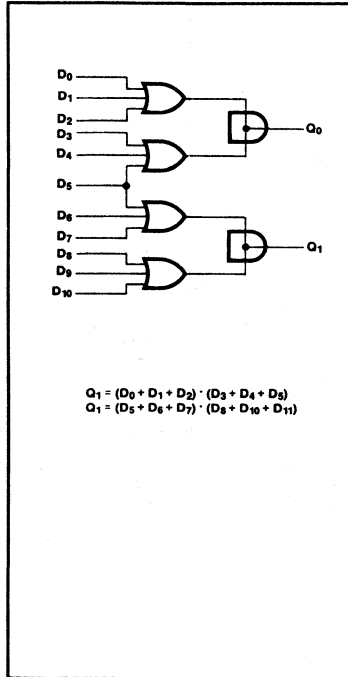 D0
D1
D2
D3
D4
D5
D6
D7
D8
D9
D10
Q0
Q1
Q1 = (D0 + D1 + D2) · (D3 + D4 + D5)
Q1 = (D5 + D6 + D7) · (D8 + D10 + D11)